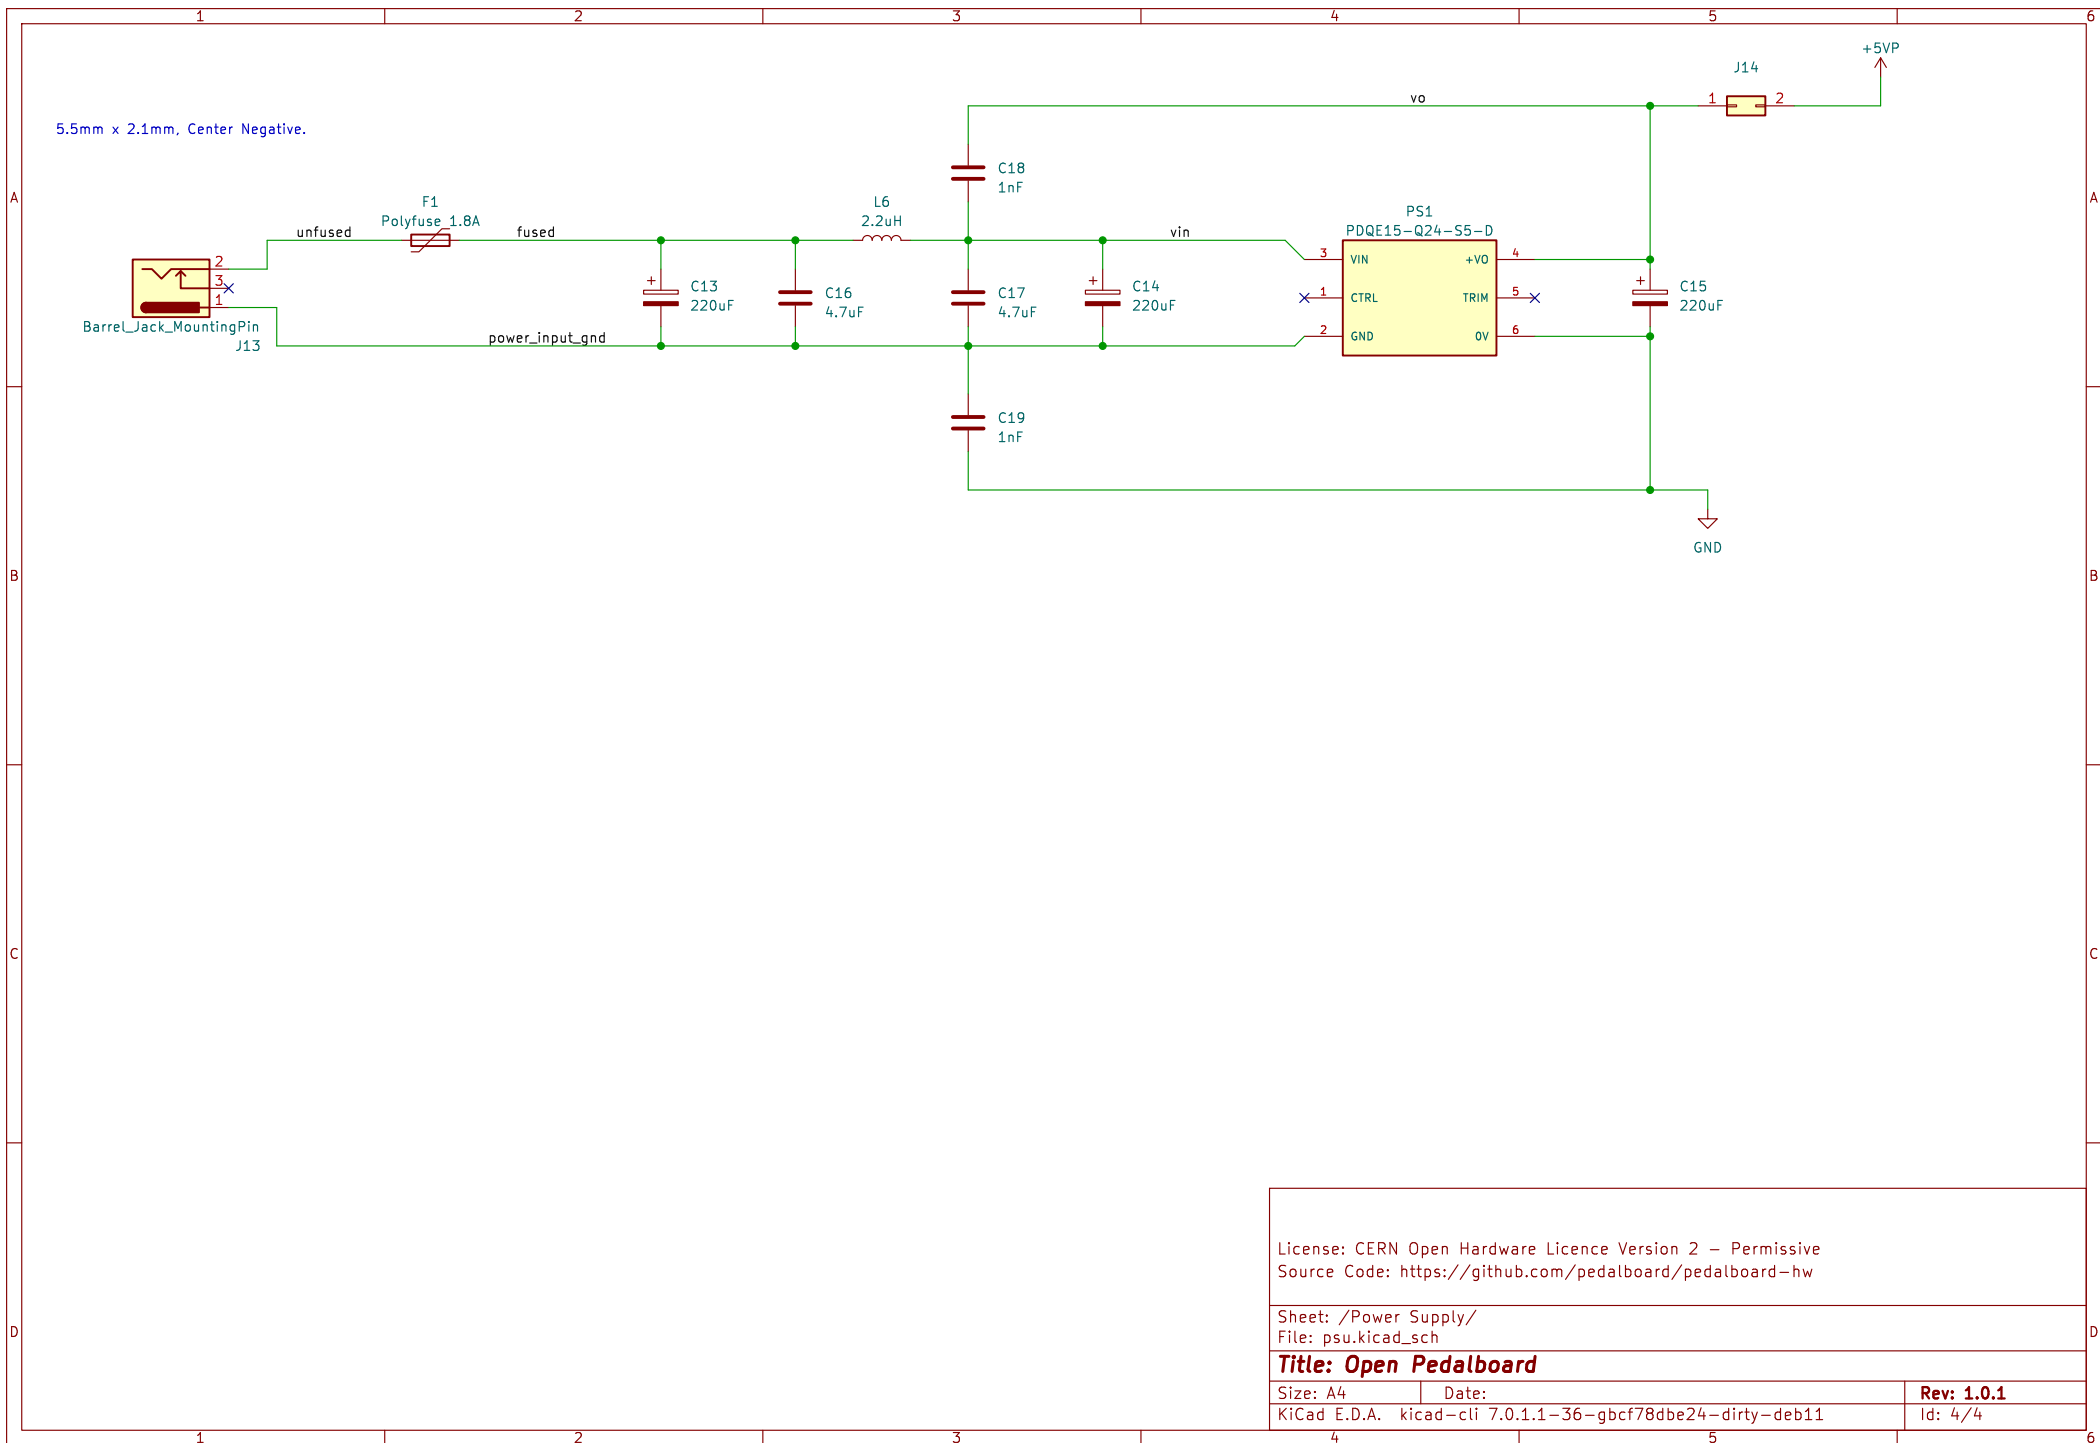 1 2 3 4 5 6
+5VP
J14
vo
1 2
5.5mm x 2.1mm, Center Negative.
C18
1nF
A A
F1
Polyfuse_1.8A
L6
2.2uH
PS1
PDQE15-Q24-S5-D
unfused
fused
vin
2
3
1
Barrel_Jack_MountingPin
J13
C13
220uF
C16
4.7uF
C17
4.7uF
C14
220uF
3 VIN +VO 4
1 CTRL TRIM 5
2 GND 0V 6
C15
220uF
power_input_gnd
C19
1nF
GND
B B
C C
License: CERN Open Hardware Licence Version 2 - Permissive
Source Code: https://github.com/pedalboard/pedalboard-hw
Sheet: /Power Supply/
File: psu.kicad_sch
D D
Title: Open Pedalboard
Size: A4 Date: Rev: 1.0.1
KiCad E.D.A. kicad-cli 7.0.1.1-36-gbcf78dbe24-dirty-deb11 Id: 4/4
1 2 3 4 5 6